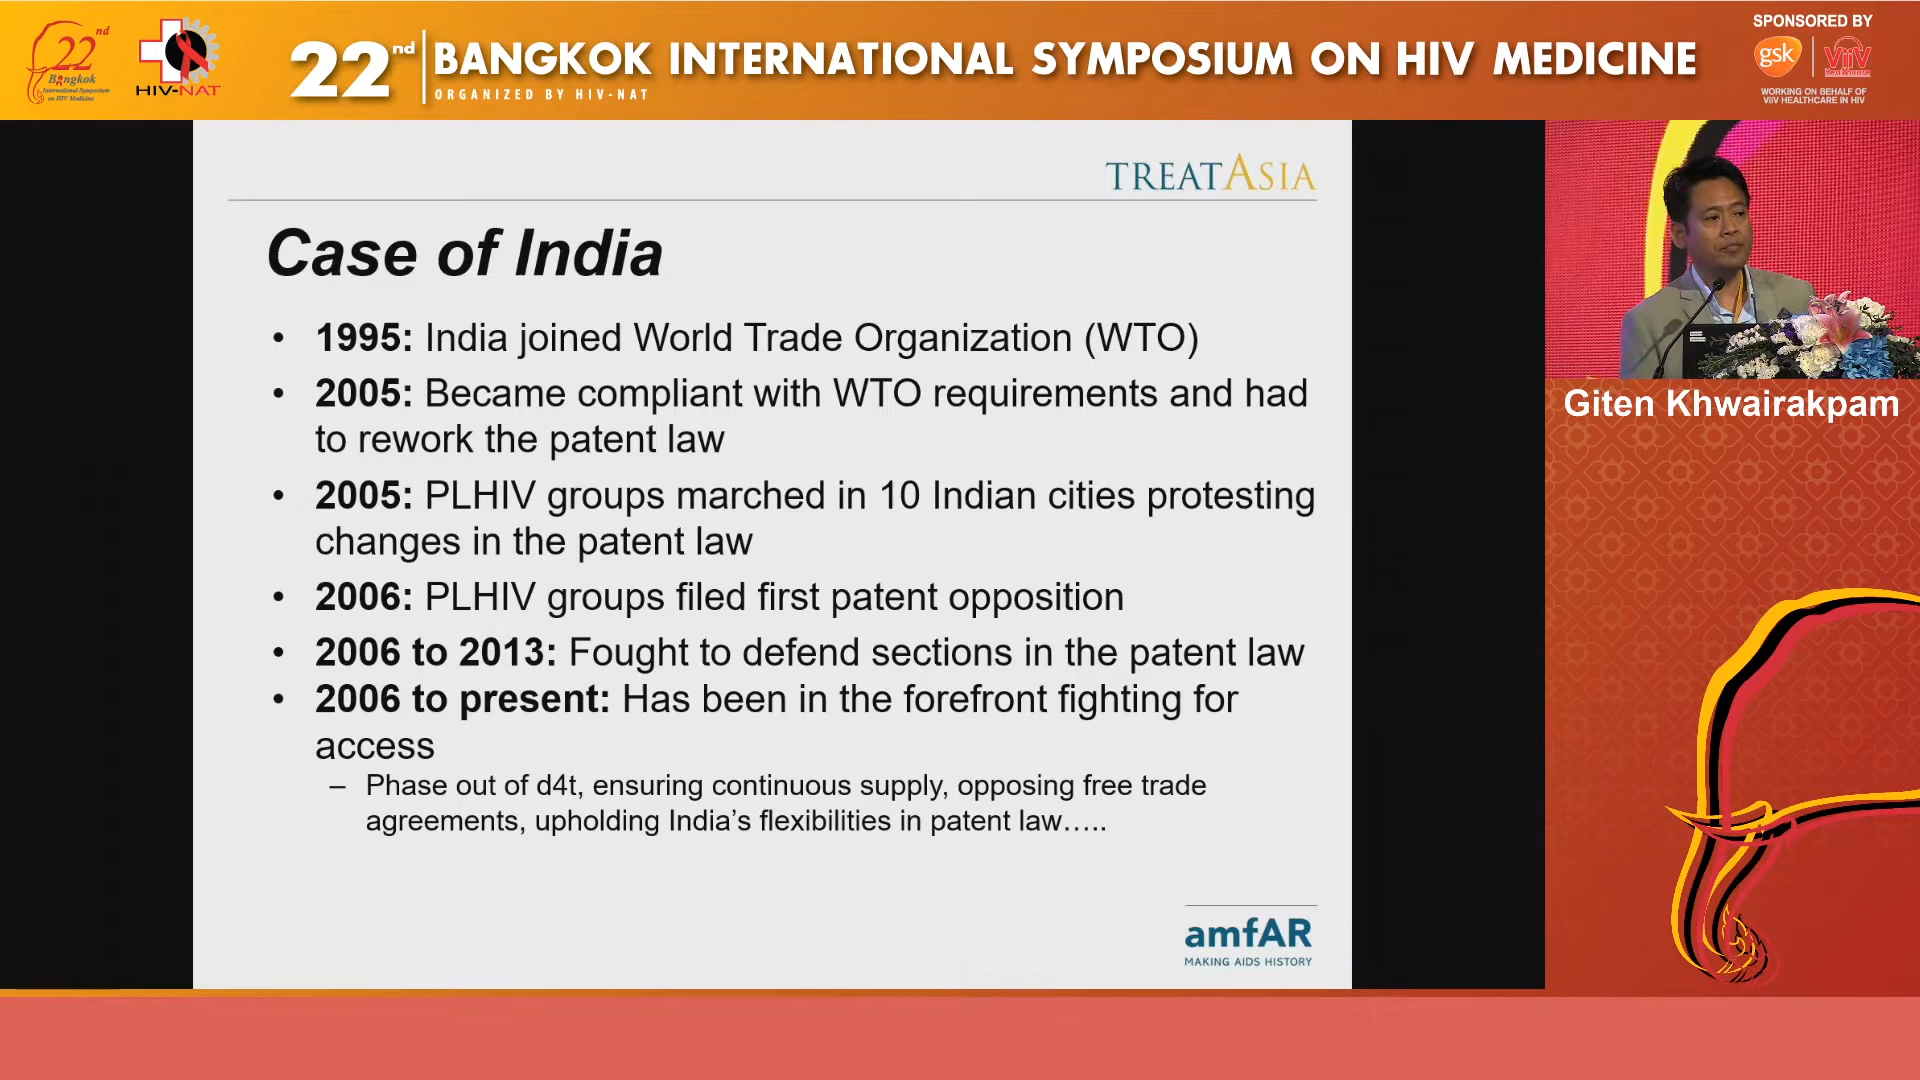 22nd
Bangkok
International Symposium
on HIV Medicine
HIV-NAT
22nd BANGKOK INTERNATIONAL SYMPOSIUM ON HIV MEDICINE
ORGANIZED BY HIV-NAT
SPONSORED BY
gsk
ViiV
WORKING ON BEHALF OF
ViiV HEALTHCARE IN HIV
TREATASIA
Case of India
• 1995: India joined World Trade Organization (WTO)
• 2005: Became compliant with WTO requirements and had
to rework the patent law
• 2005: PLHIV groups marched in 10 Indian cities protesting
changes in the patent law
• 2006: PLHIV groups filed first patent opposition
• 2006 to 2013: Fought to defend sections in the patent law
• 2006 to present: Has been in the forefront fighting for
access
– Phase out of d4t, ensuring continuous supply, opposing free trade
agreements, upholding India’s flexibilities in patent law…..
amfAR
MAKING AIDS HISTORY
Giten Khwairakpam